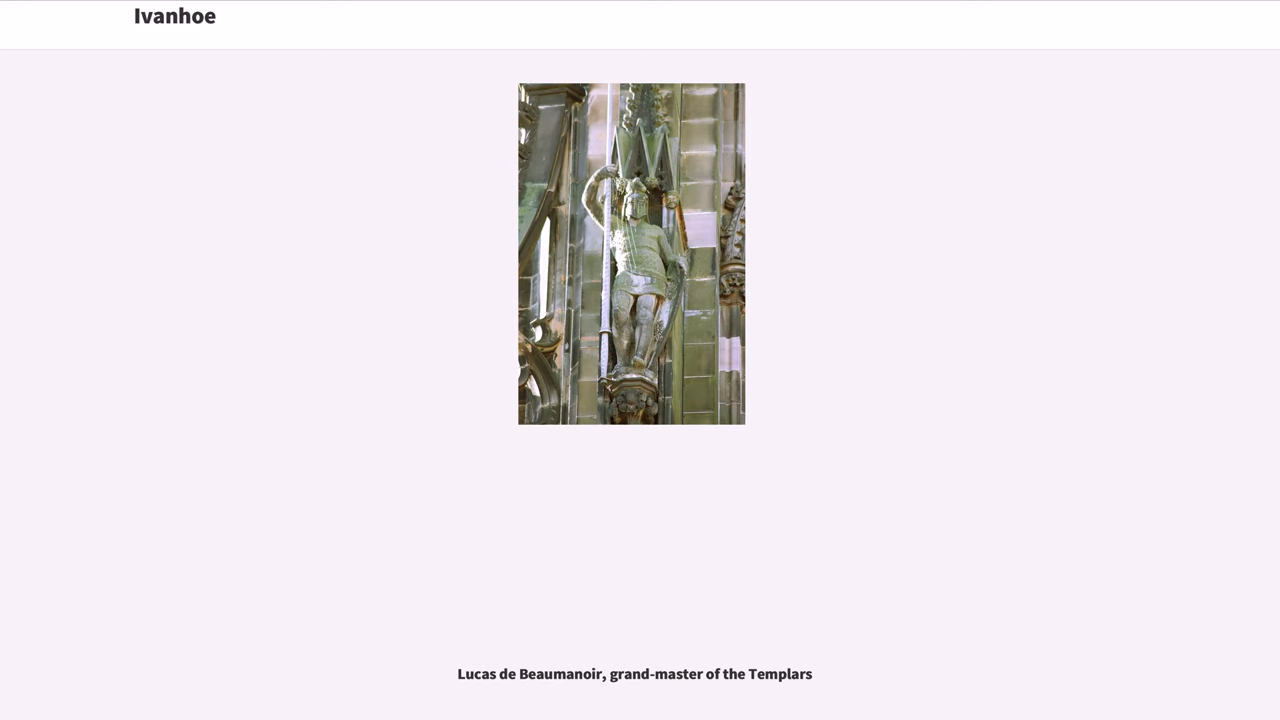 Ivanhoe
Lucas de Beaumanoir, grand-master of the Templars